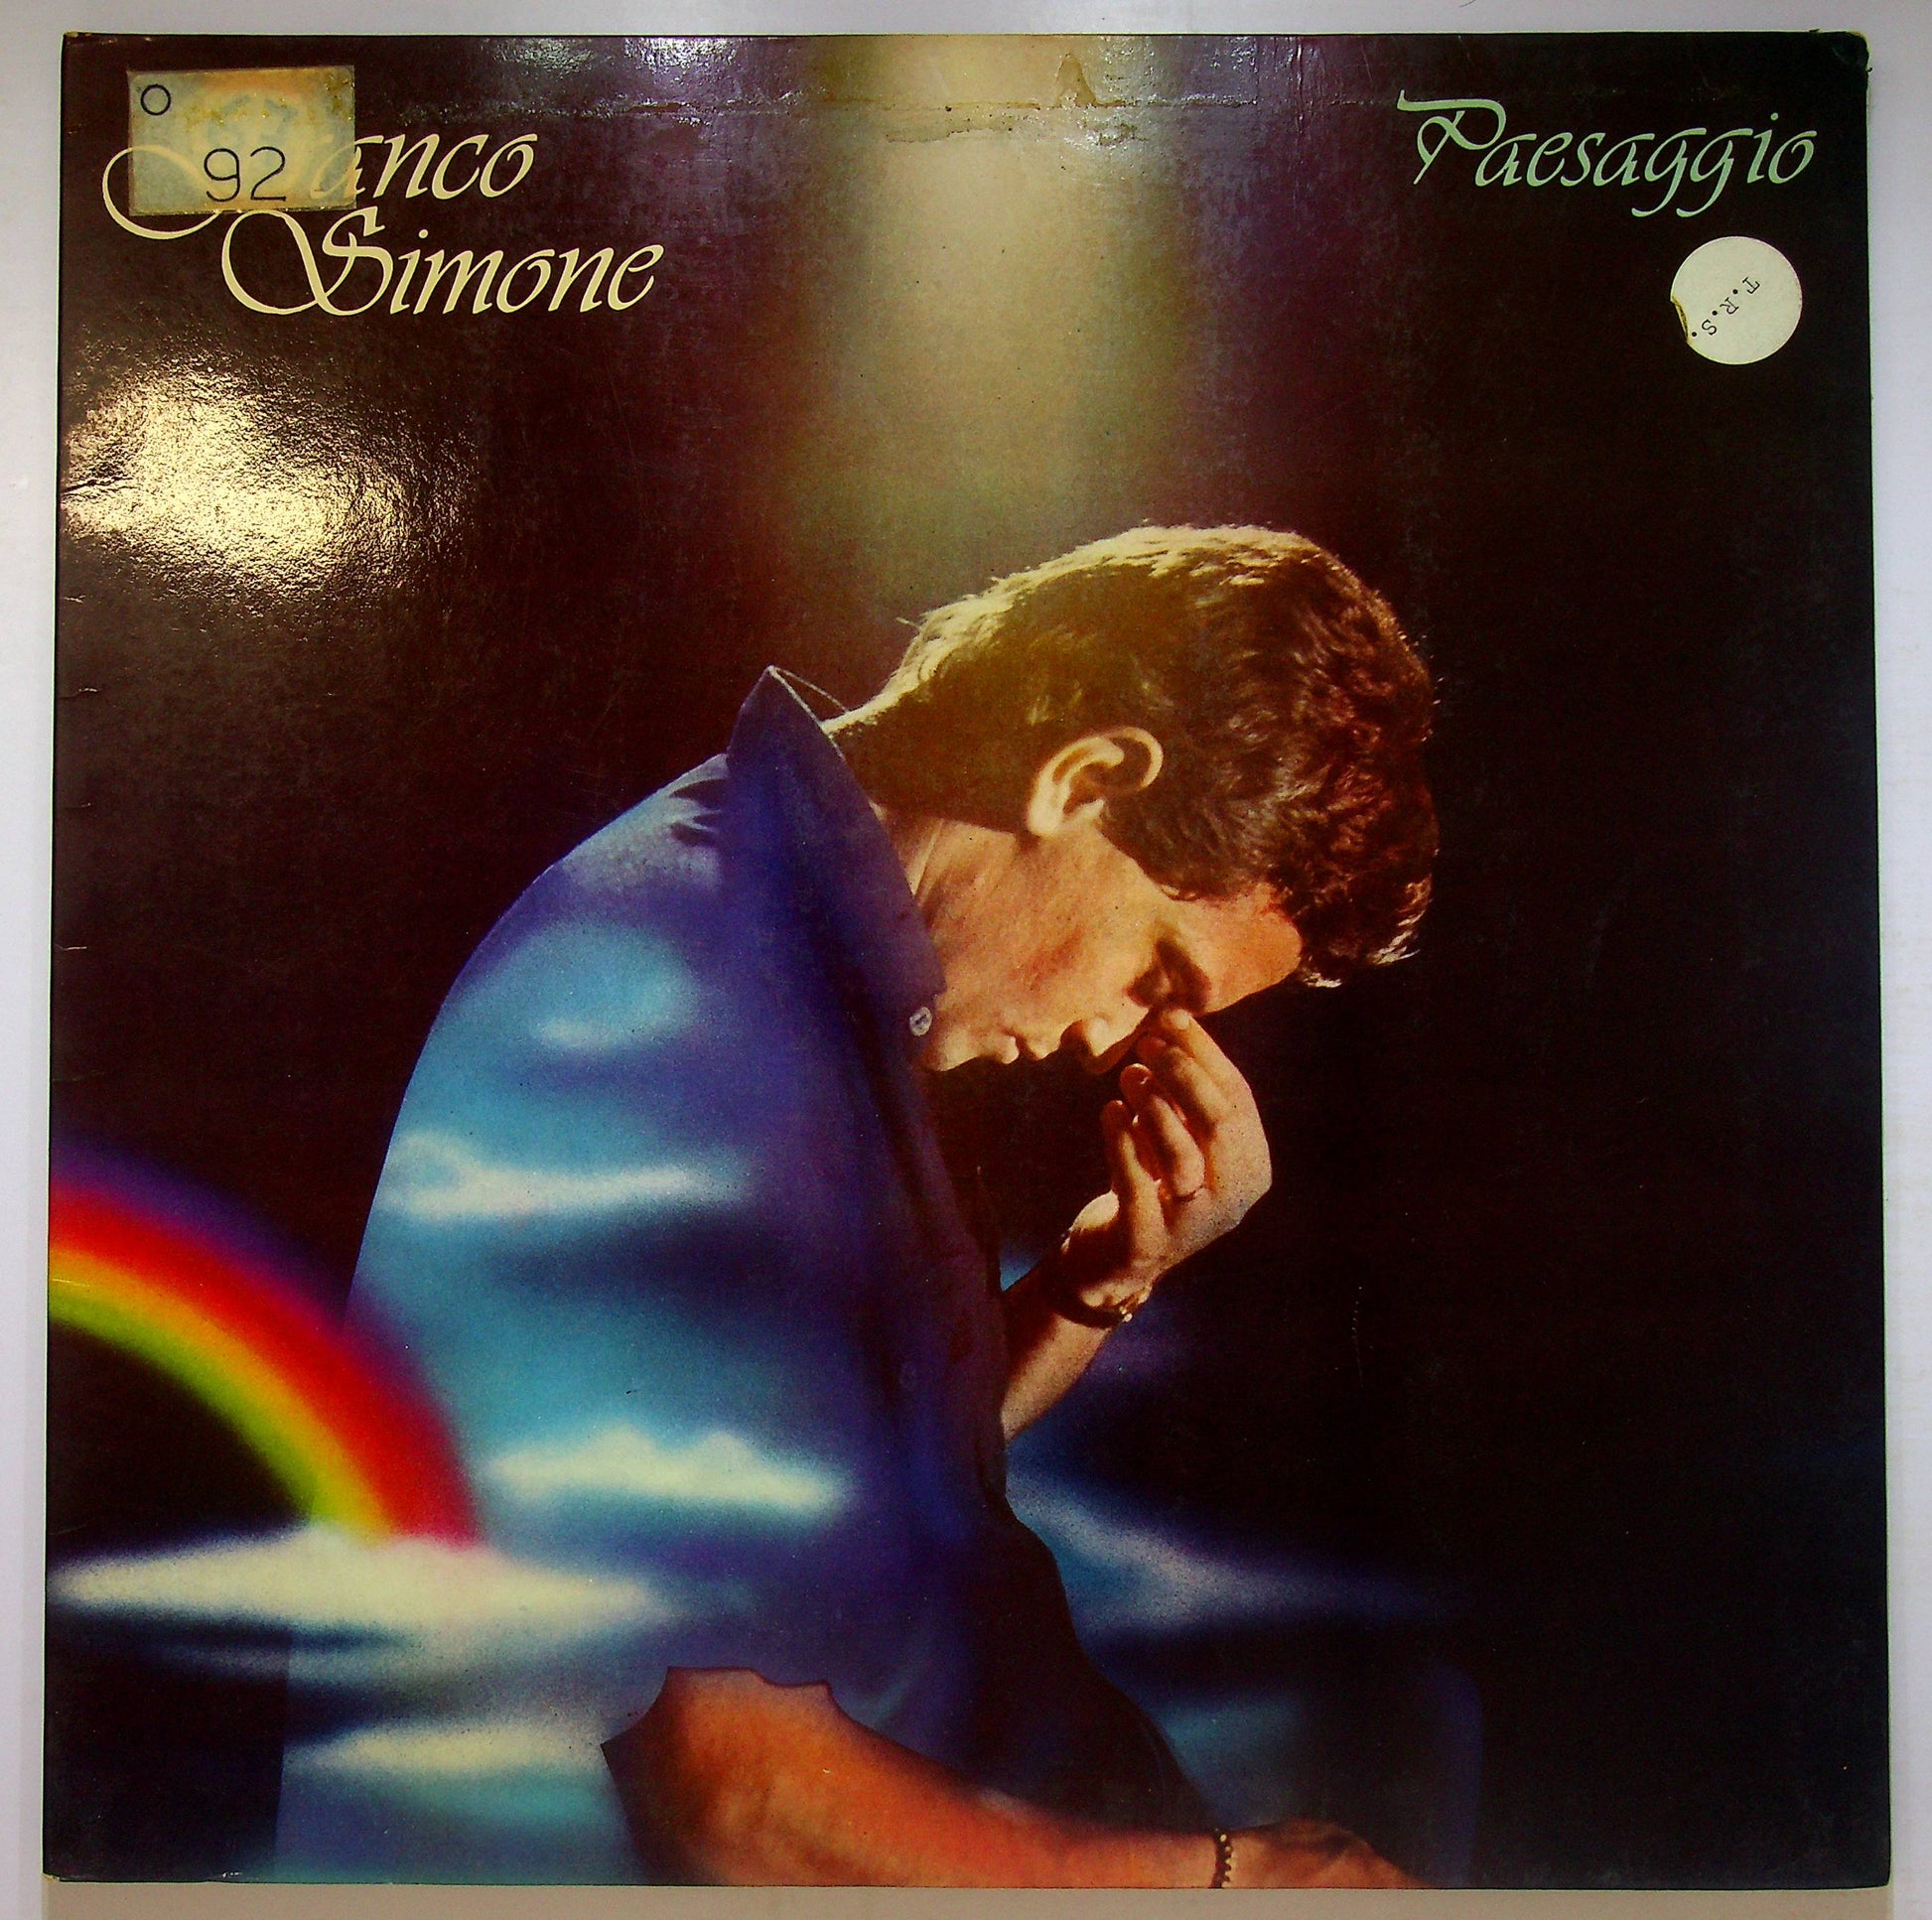 O
92
anco
Simone
Paesaggio
T.R.S.